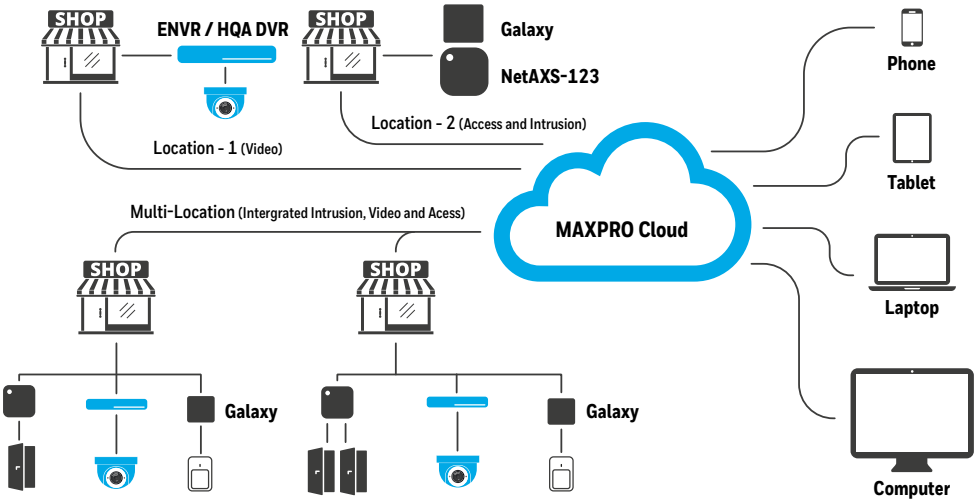 SHOP
ENVR / HQA DVR
SHOP
Galaxy
NetAXS-123
Phone
Location - 1 (Video)
Location - 2 (Access and Intrusion)
Tablet
Multi-Location (Intergrated Intrusion, Video and Acess)
MAXPRO Cloud
SHOP
SHOP
Laptop
Galaxy
Galaxy
Computer